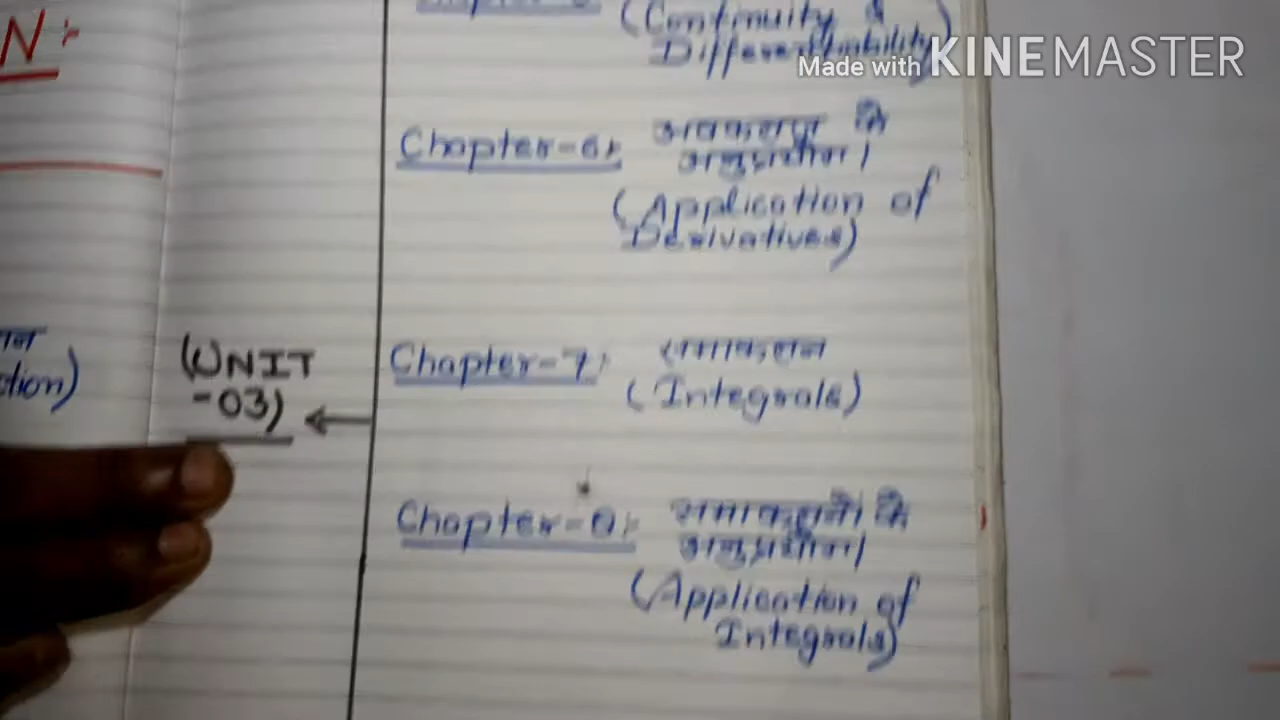 (Continuity &
Differentiability)
Made with KINEMASTER
N:-
Chapter-6:- अवकलन के
अनुप्रयोग।
(Application of
Derivatives)
(UNIT
-03)
Chapter-7:- समाकलन
(Integrals)
Chapter-8:- समाकलनों के
अनुप्रयोग।
(Application of
Integrals)